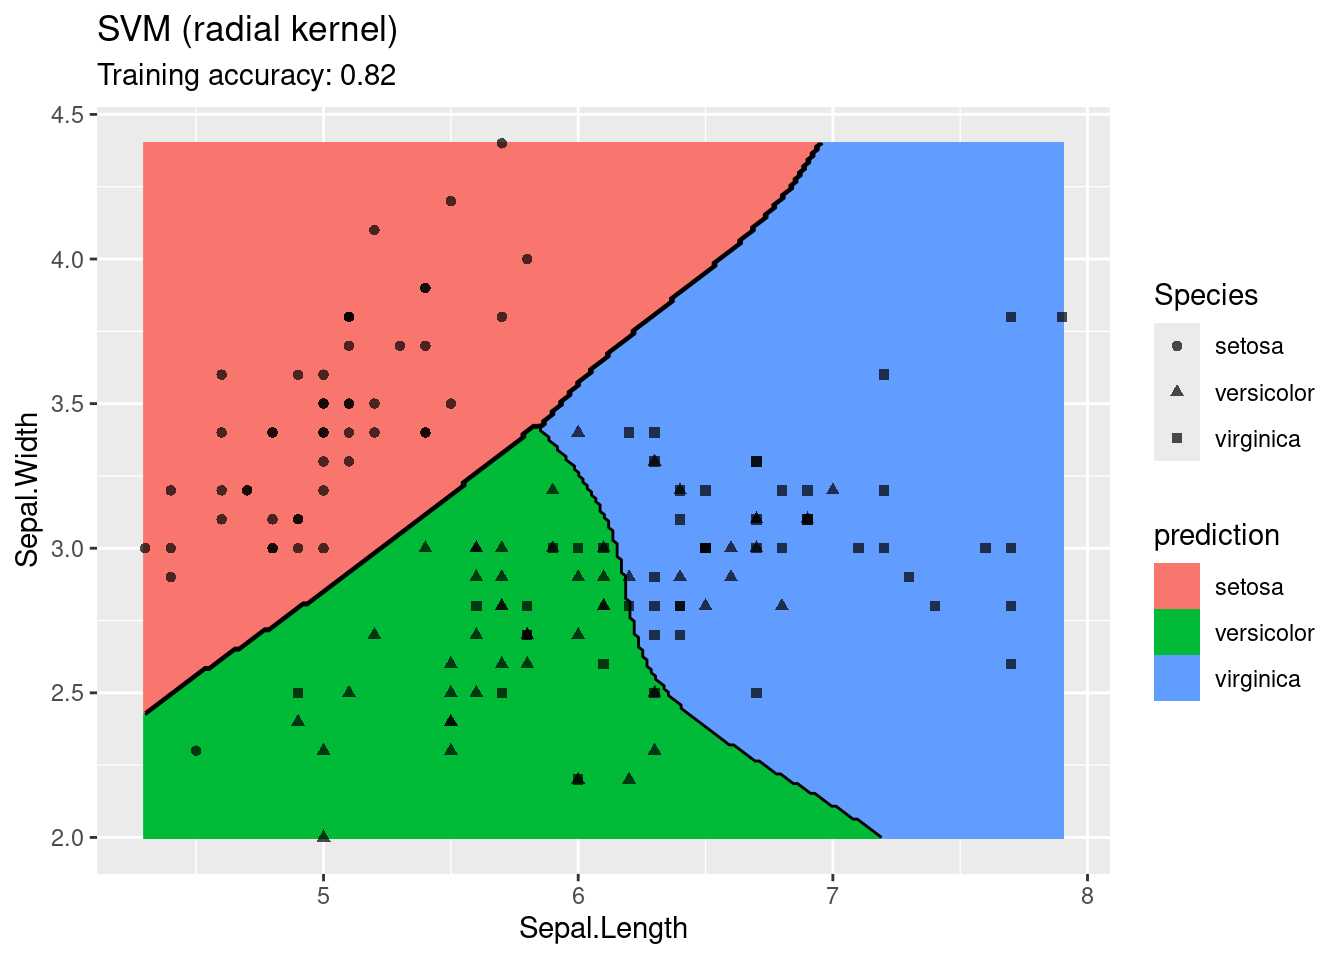 SVM (radial kernel)
Training accuracy: 0.82
4.5
4.0
3.5
3.0
2.5
2.0
Sepal.Width
5 6 7 8
Sepal.Length
Species
setosa
versicolor
virginica
prediction
setosa
versicolor
virginica